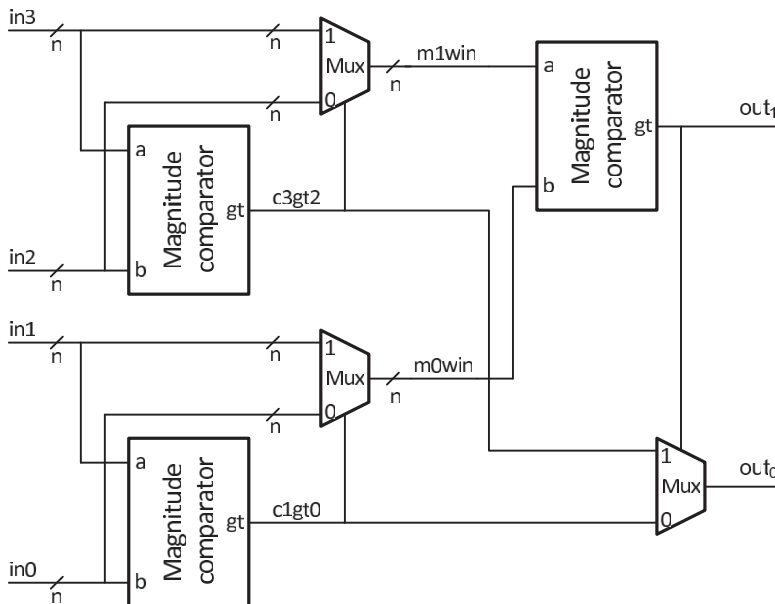 in3
n
n
1
Mux
0
n
m1win
n
a
b
Magnitude
comparator
gt
out1
a
b
Magnitude
comparator
gt
c3gt2
in2
n
in1
n
n
1
Mux
0
n
m0win
n
a
b
Magnitude
comparator
gt
c1gt0
in0
n
1
Mux
0
out0